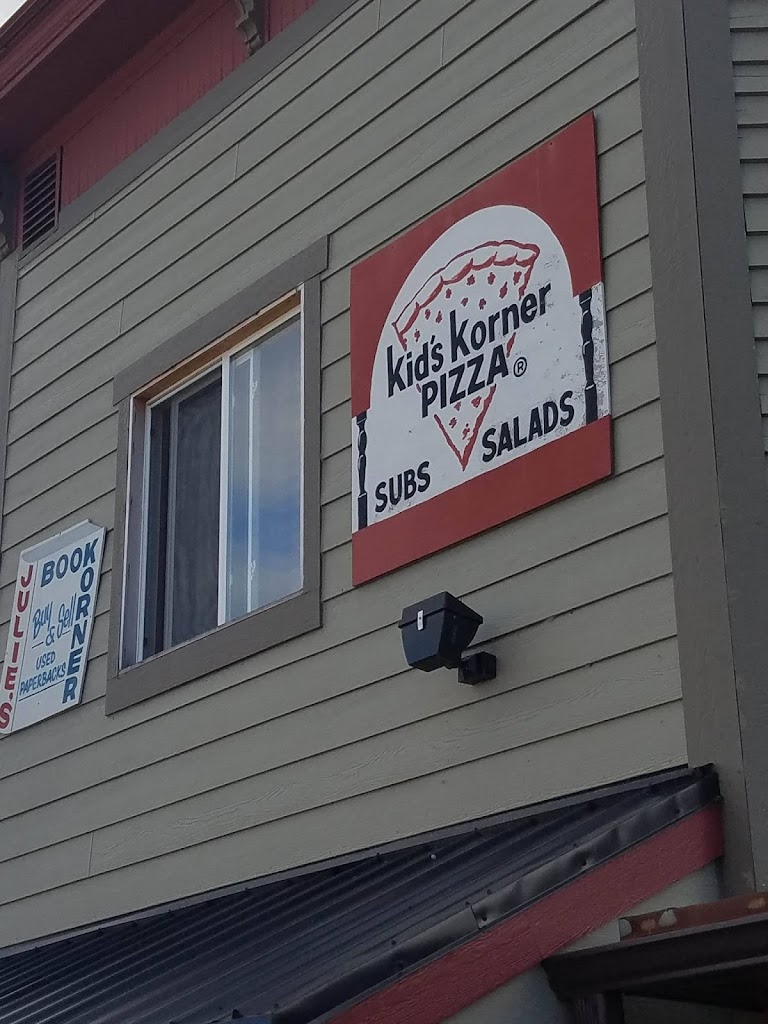 JULIE'S
BOOK
KORNER
Buy
& Sell
USED
PAPERBACKS
kid's korner
PIZZA®
SUBS SALADS